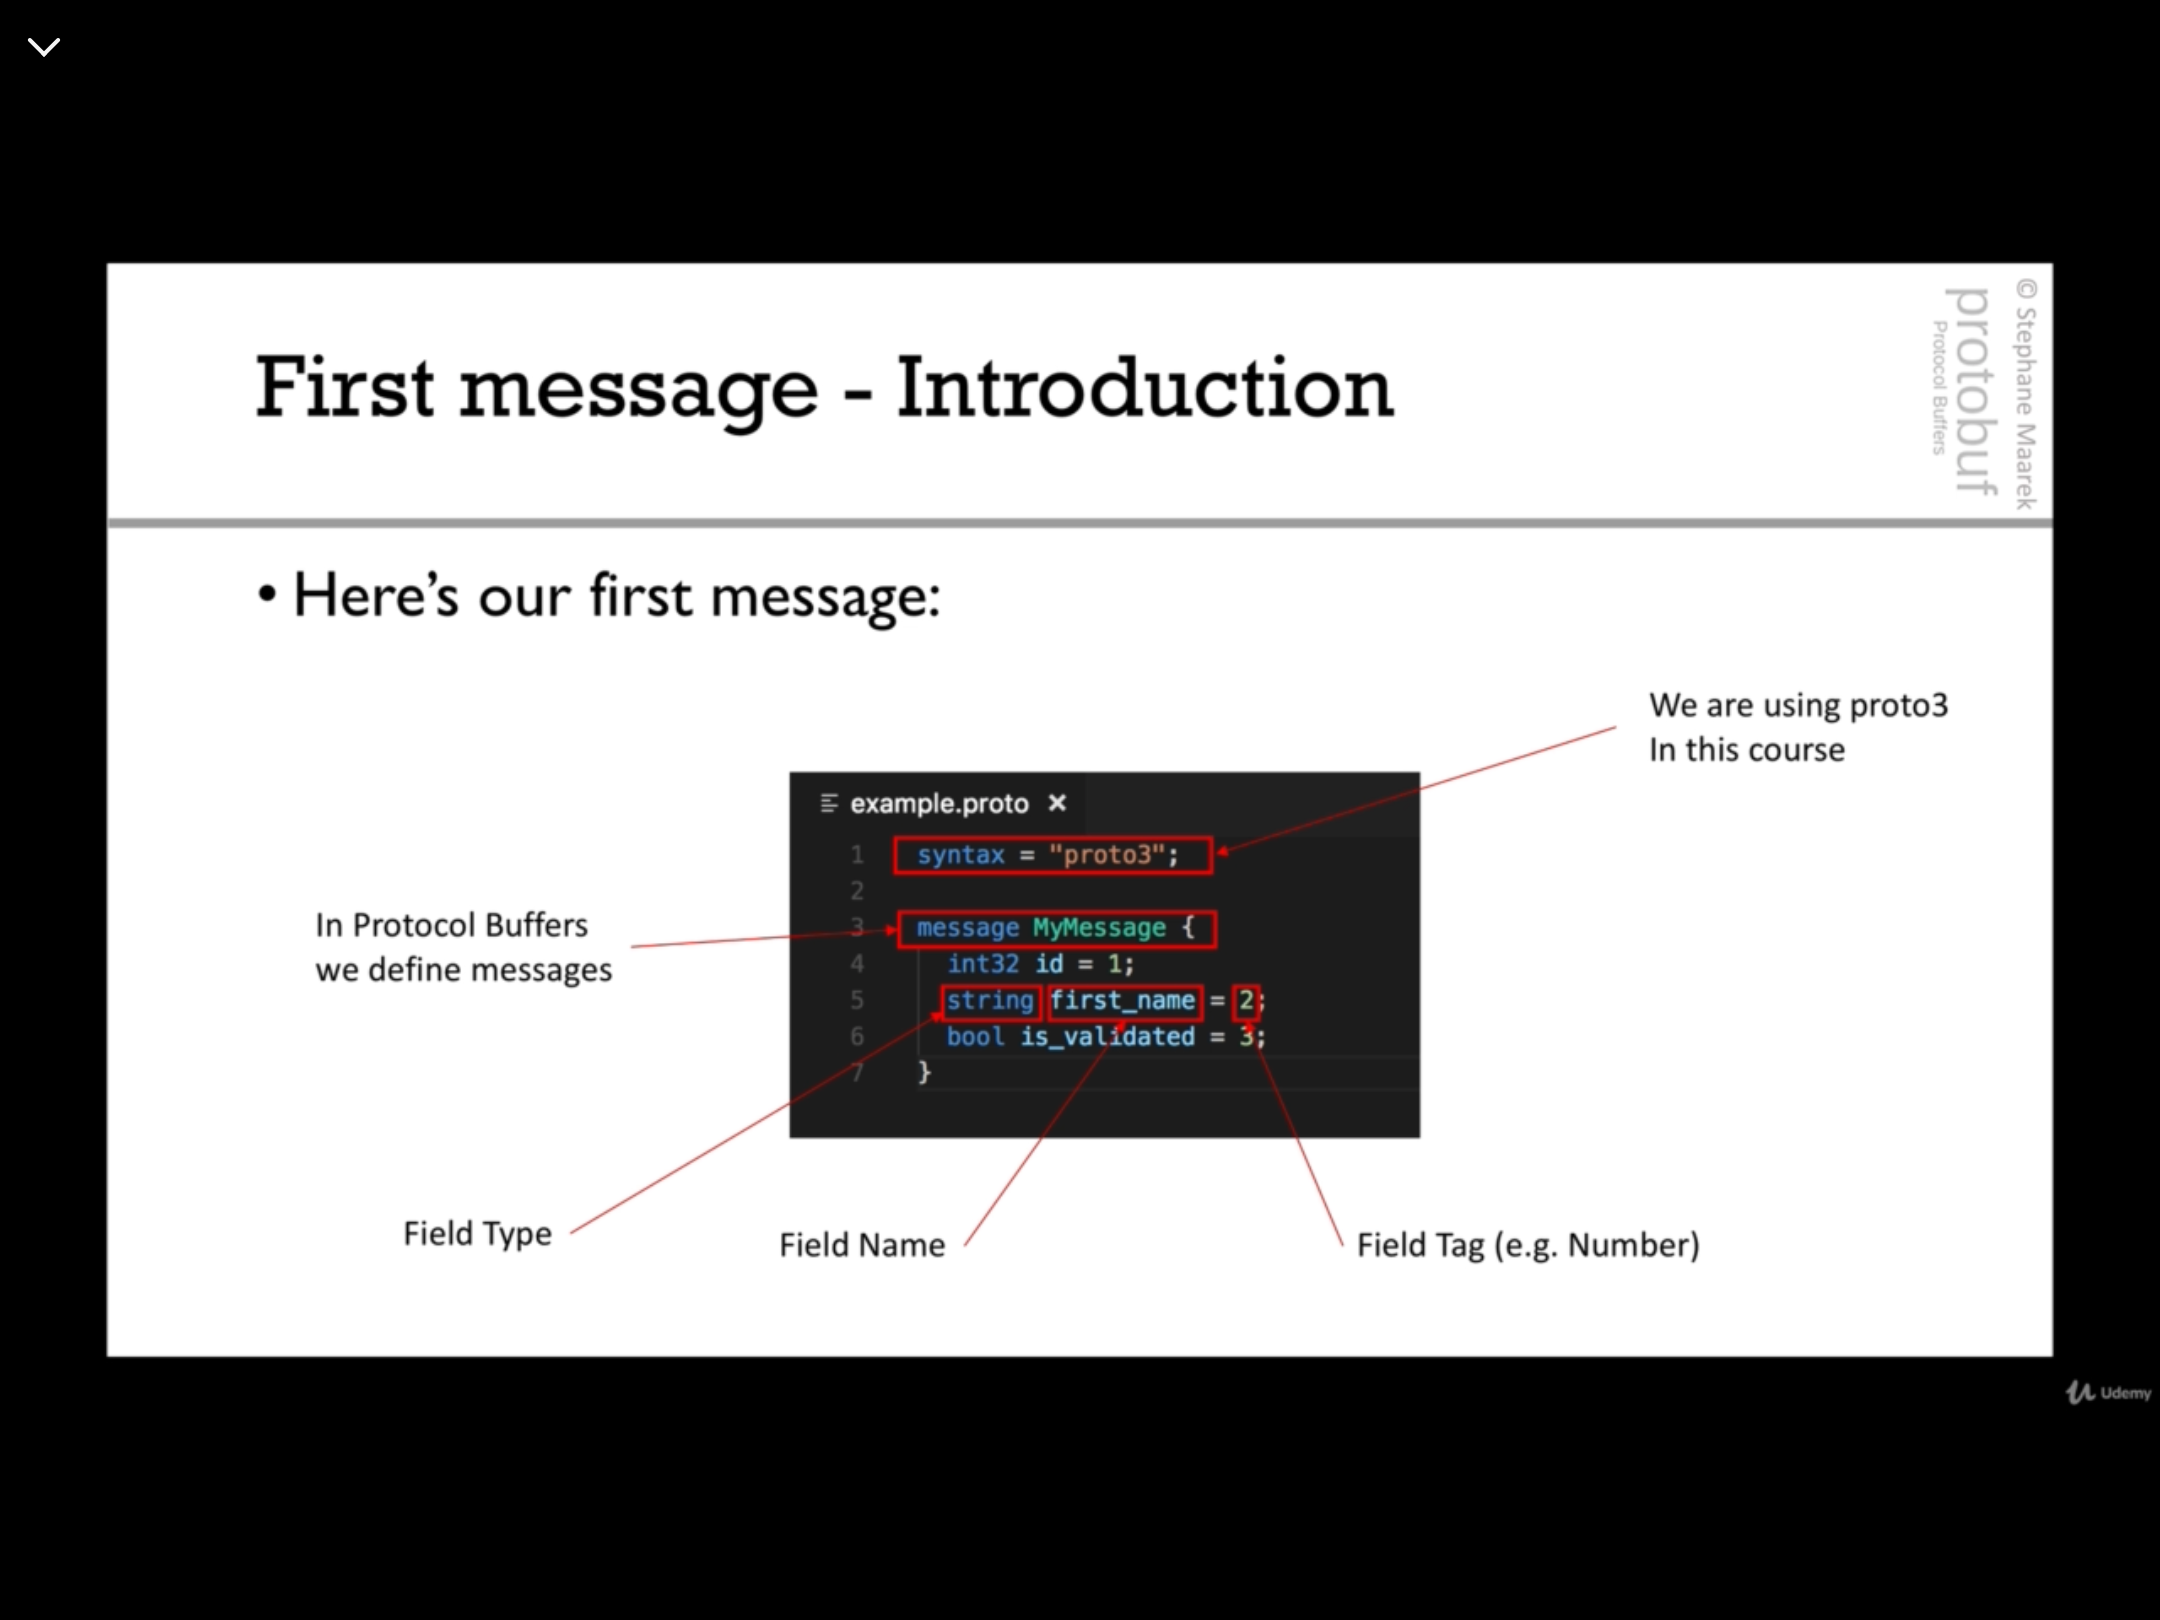 First message - Introduction
© Stephane Maarek
protobuf
Protocol Buffers
• Here’s our first message:
We are using proto3
In this course
example.proto ×
1 syntax = "proto3";
2
3 message MyMessage {
4 int32 id = 1;
5 string first_name = 2;
6 bool is_validated = 3;
7 }
In Protocol Buffers
we define messages
Field Type
Field Name
Field Tag (e.g. Number)
Udemy